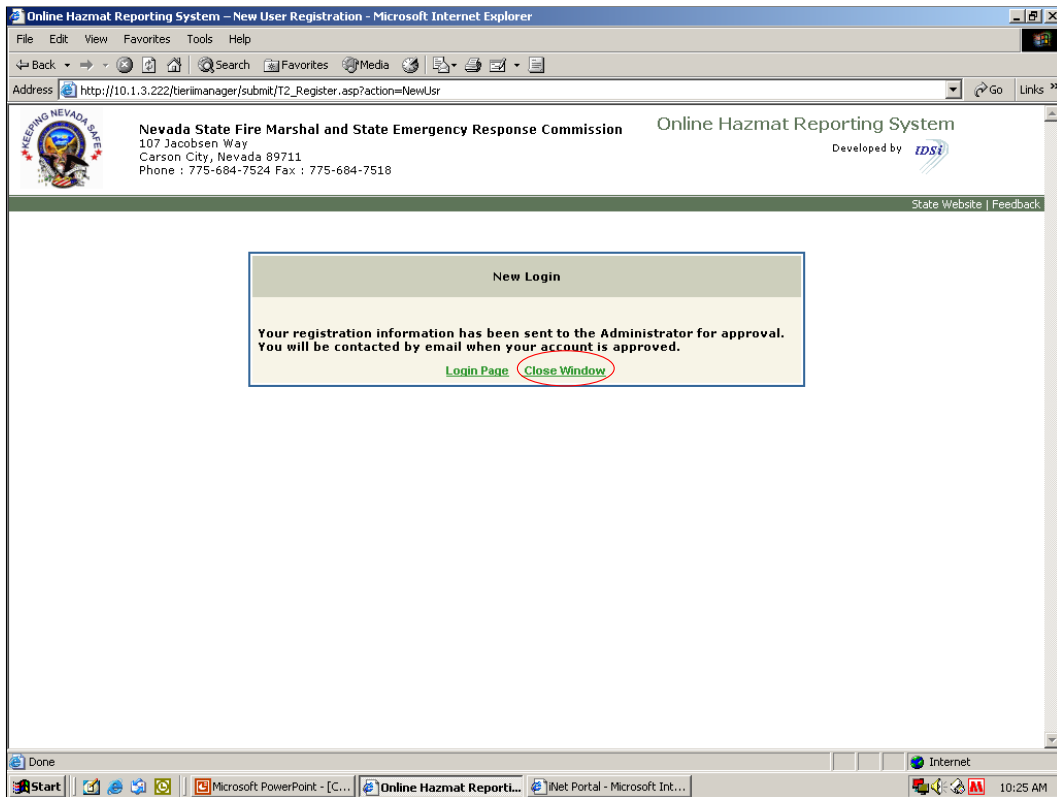 Online Hazmat Reporting System – New User Registration - Microsoft Internet Explorer
File Edit View Favorites Tools Help
Back Search Favorites Media
Address http://10.1.3.222/tieriimanager/submit/T2_Register.asp?action=NewUsr Go Links »
KEEPING NEVADA SAFE
Nevada State Fire Marshal and State Emergency Response Commission
107 Jacobsen Way
Carson City, Nevada 89711
Phone : 775-684-7524 Fax : 775-684-7518
Online Hazmat Reporting System
Developed by IDSi
State Website | Feedback
New Login
Your registration information has been sent to the Administrator for approval.
You will be contacted by email when your account is approved.
Login Page Close Window
Done Internet
Start Microsoft PowerPoint - [C... Online Hazmat Reporti... iNet Portal - Microsoft Int... 10:25 AM